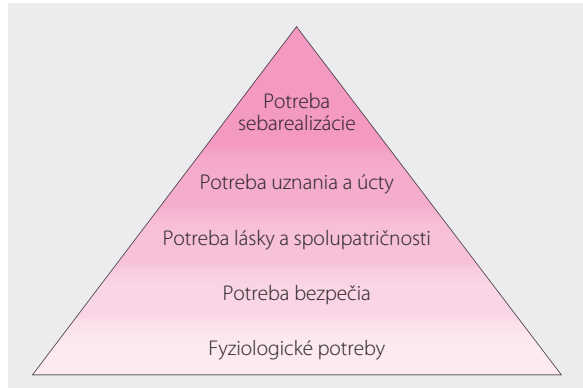 Potreba
sebarealizácie
Potreba uznania a úcty
Potreba lásky a spolupatričnosti
Potreba bezpečia
Fyziologické potreby